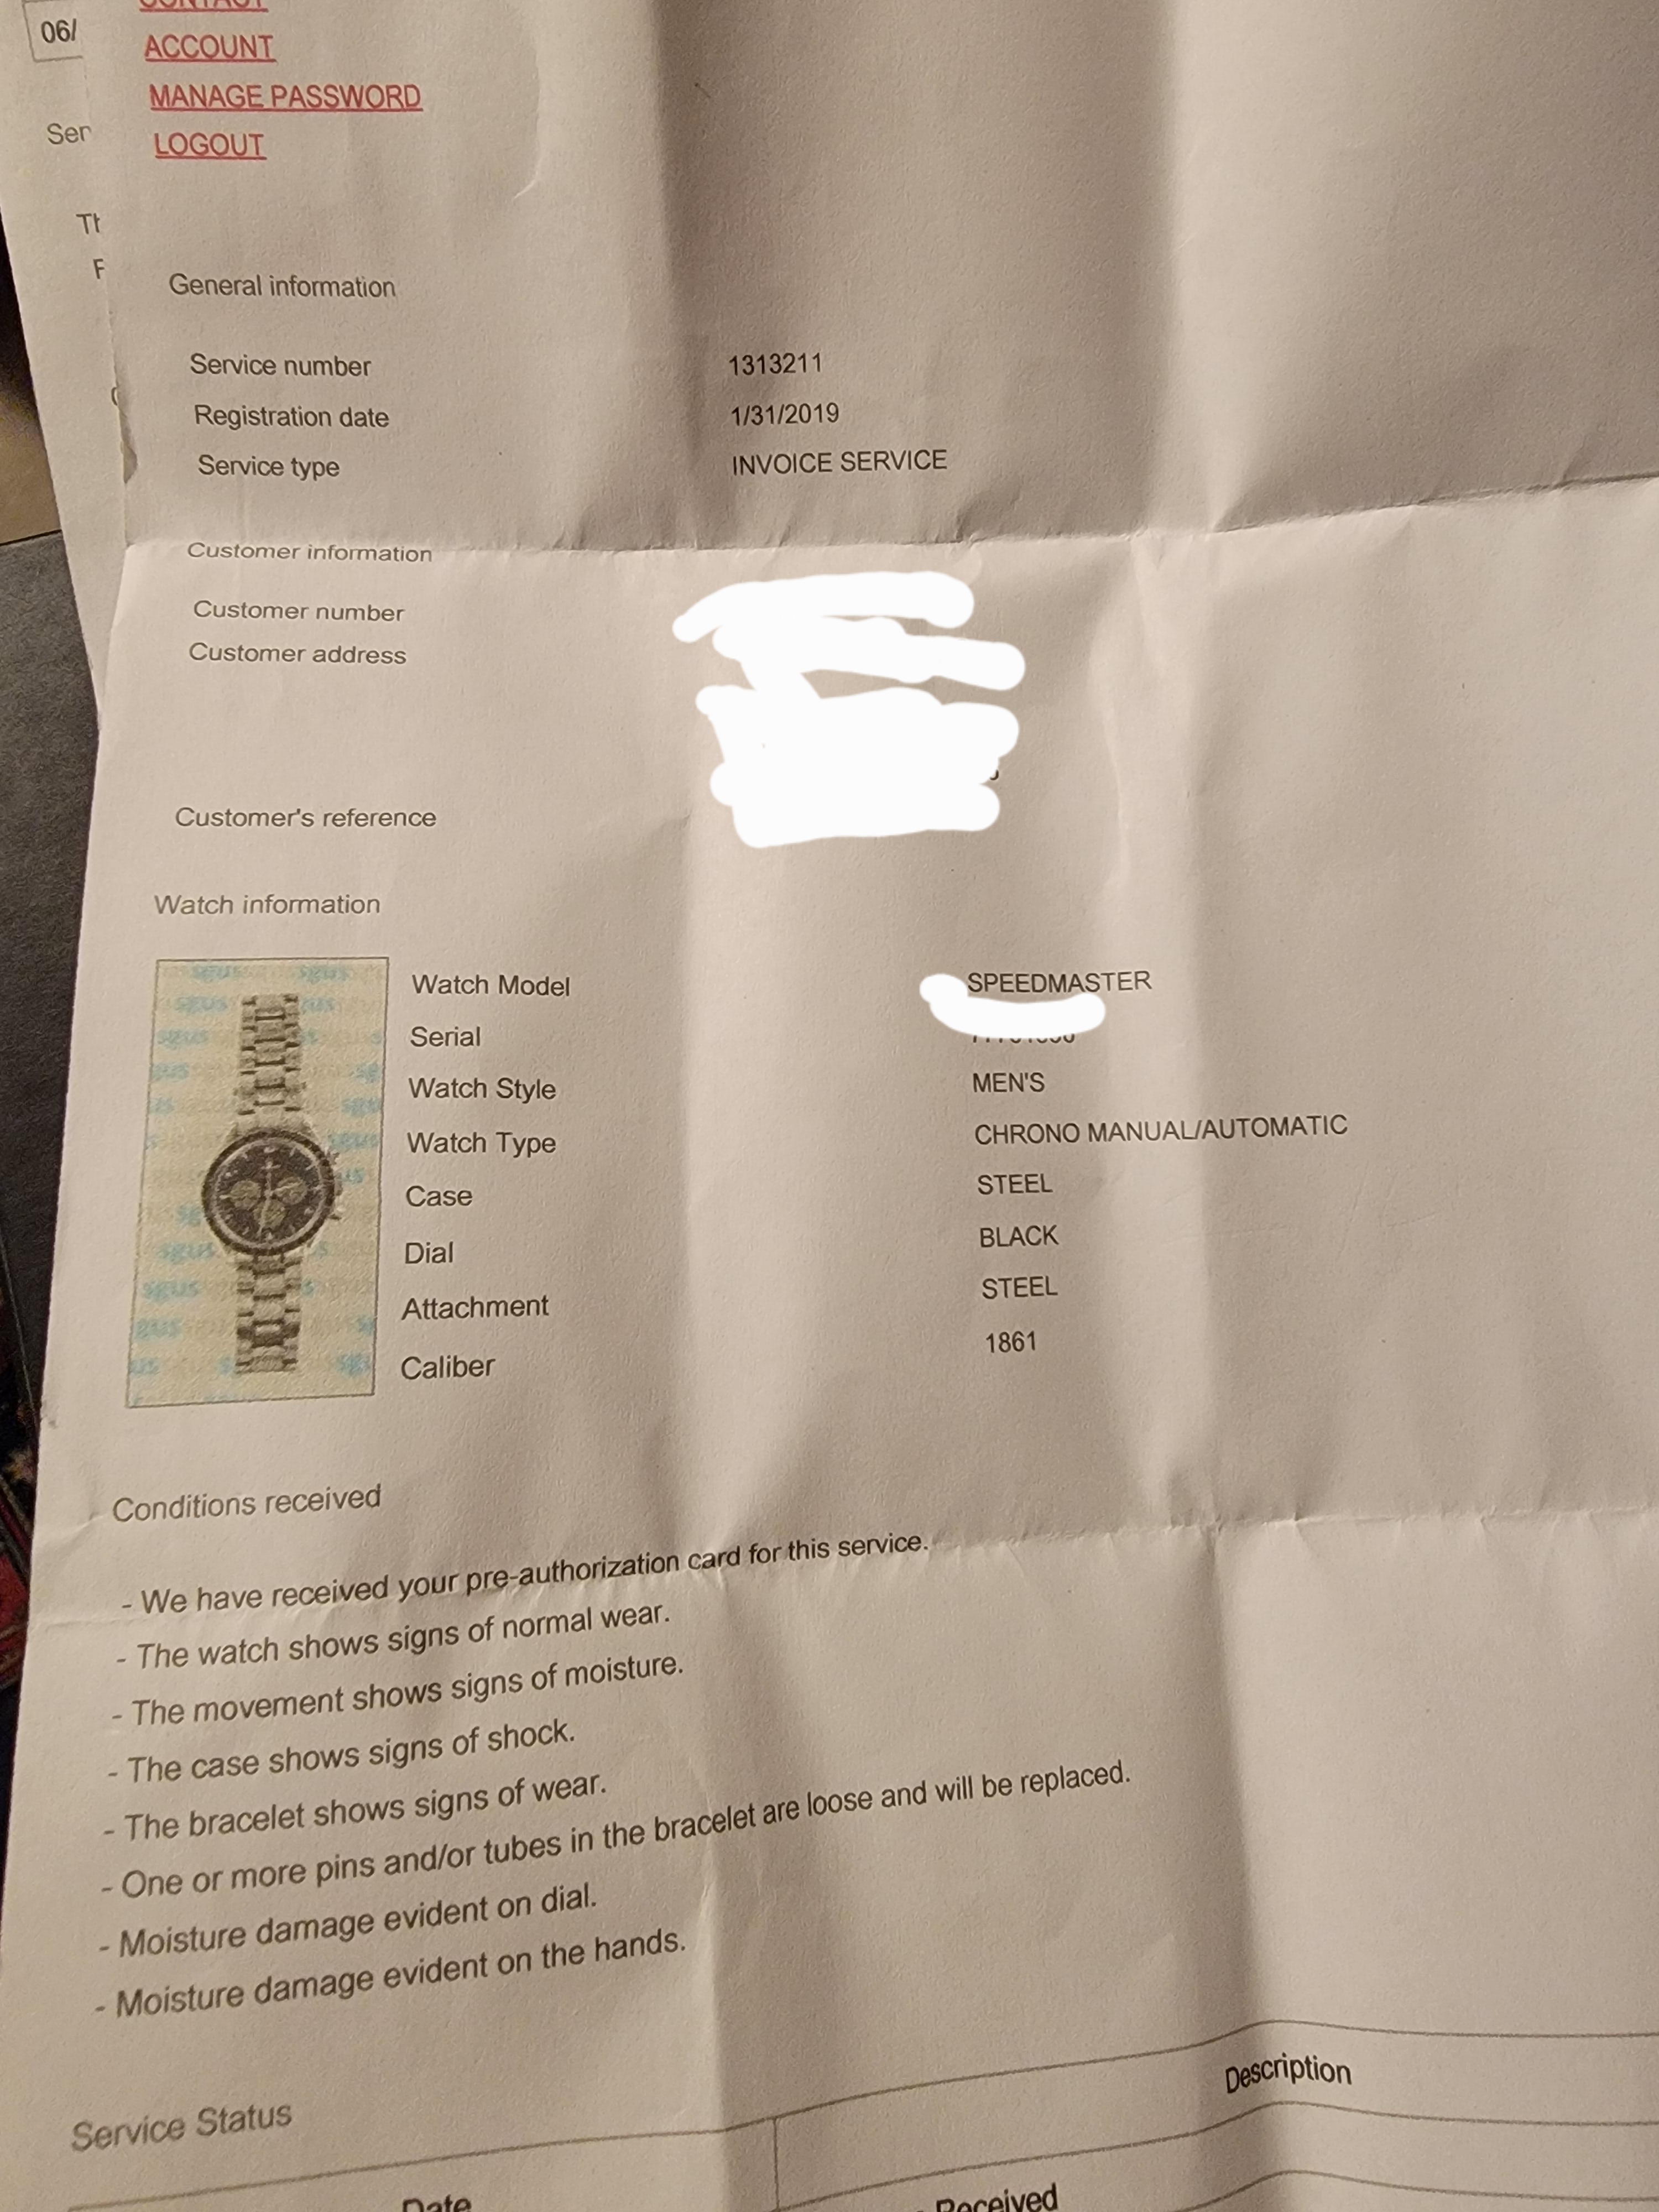 06/
CONTACT
ACCOUNT
MANAGE PASSWORD
LOGOUT
Ser
General information
Service number 1313211
Registration date 1/31/2019
Service type INVOICE SERVICE
Customer information
Customer number
Customer address
Customer's reference
Watch information
Watch Model SPEEDMASTER
Serial
Watch Style MEN'S
Watch Type CHRONO MANUAL/AUTOMATIC
Case STEEL
Dial BLACK
Attachment STEEL
Caliber 1861
Conditions received
- We have received your pre-authorization card for this service.
- The watch shows signs of normal wear.
- The movement shows signs of moisture.
- The case shows signs of shock.
- The bracelet shows signs of wear.
- One or more pins and/or tubes in the bracelet are loose and will be replaced.
- Moisture damage evident on dial.
- Moisture damage evident on the hands.
Service Status
Description
Date
Received